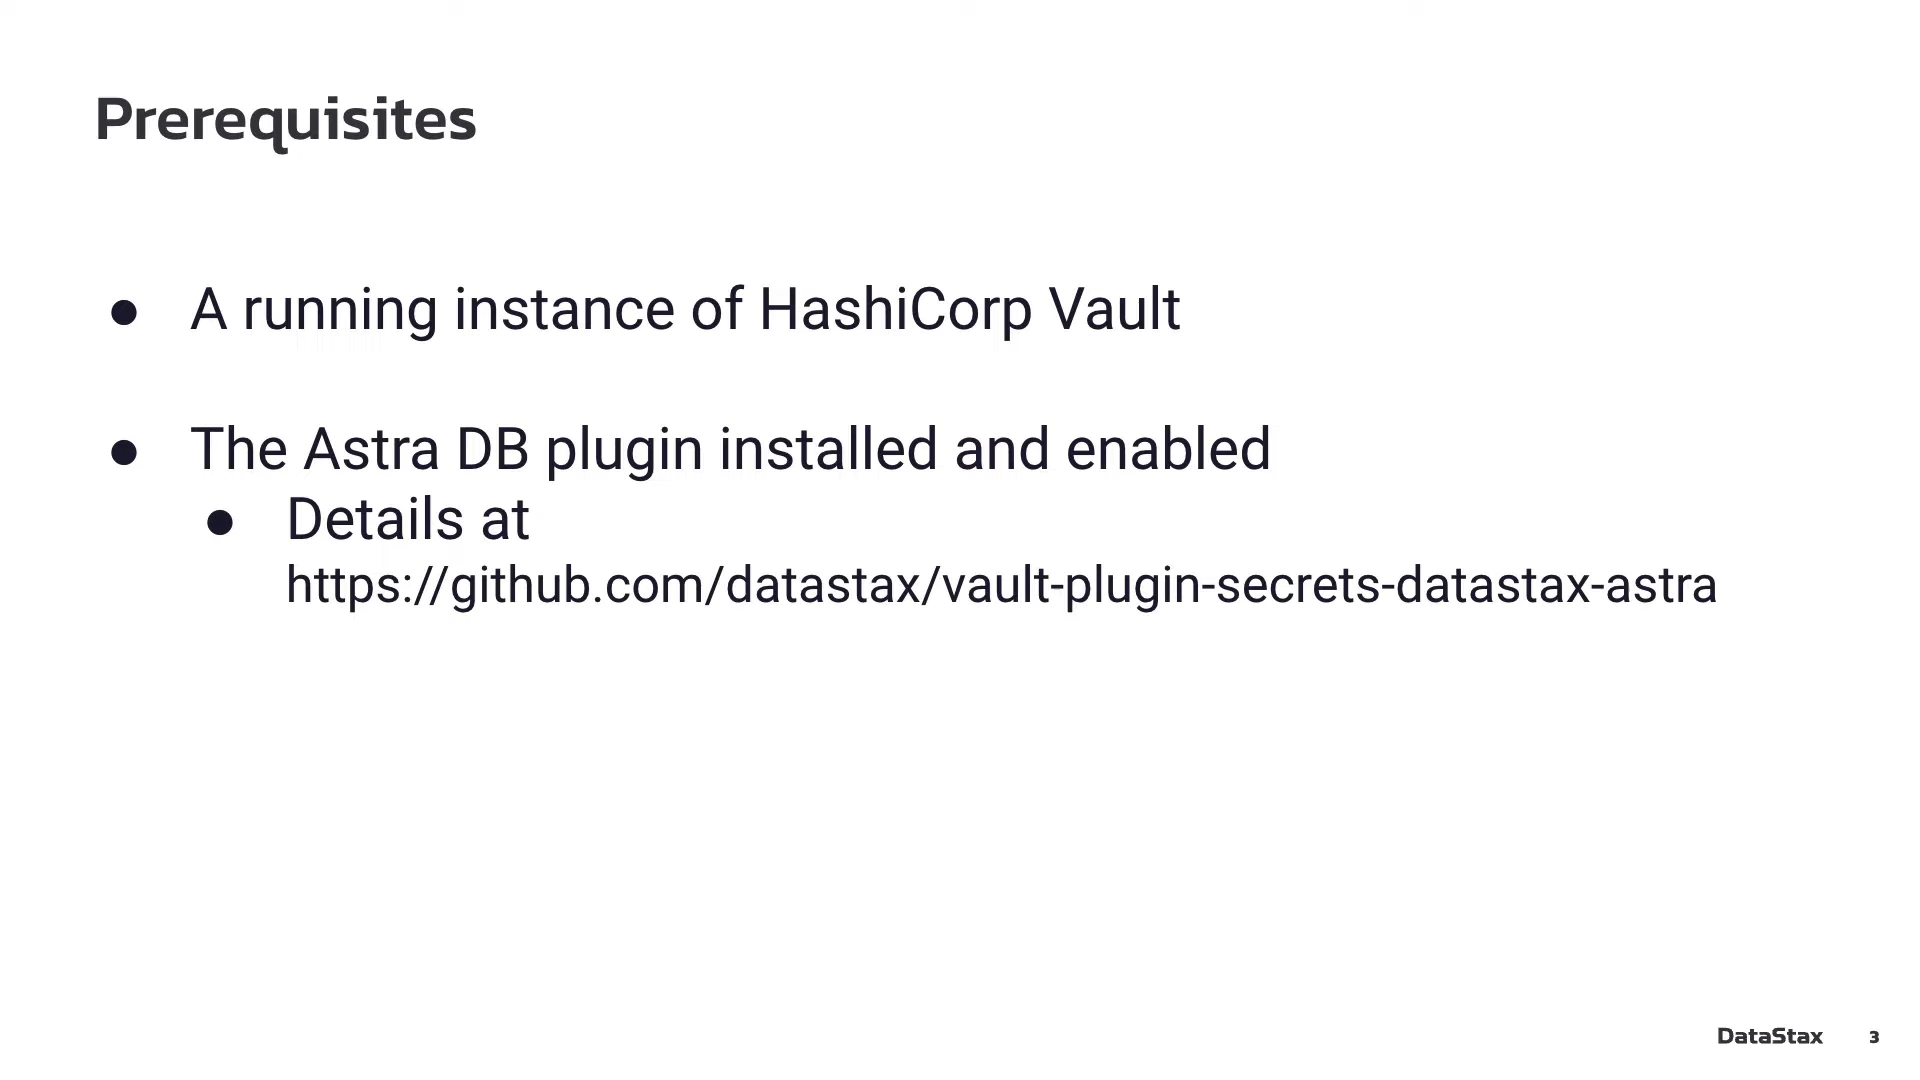 Prerequisites
● A running instance of HashiCorp Vault
● The Astra DB plugin installed and enabled
● Details at
https://github.com/datastax/vault-plugin-secrets-datastax-astra
DataStax 3